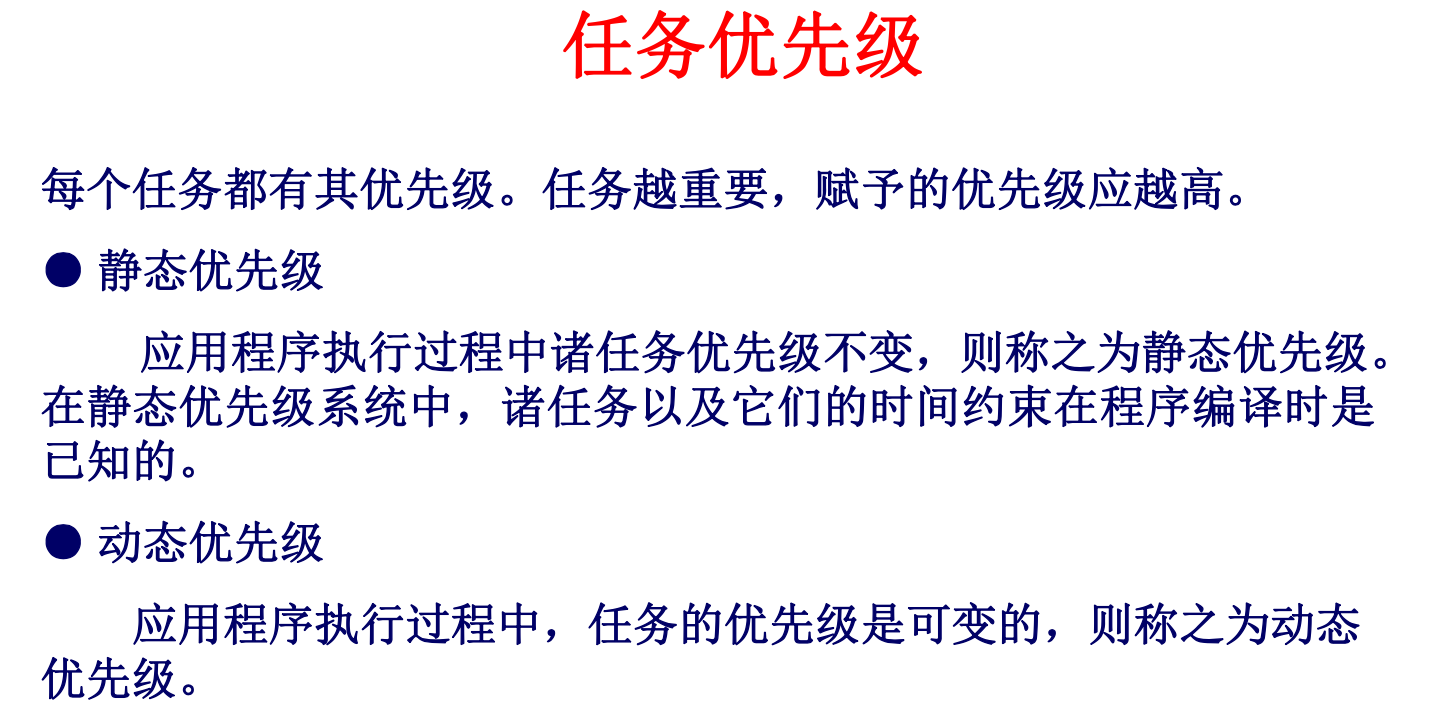 任务优先级
每个任务都有其优先级。任务越重要，赋予的优先级应越高。
● 静态优先级
应用程序执行过程中诸任务优先级不变，则称之为静态优先级。
在静态优先级系统中，诸任务以及它们的时间约束在程序编译时是
已知的。
● 动态优先级
应用程序执行过程中，任务的优先级是可变的，则称之为动态
优先级。